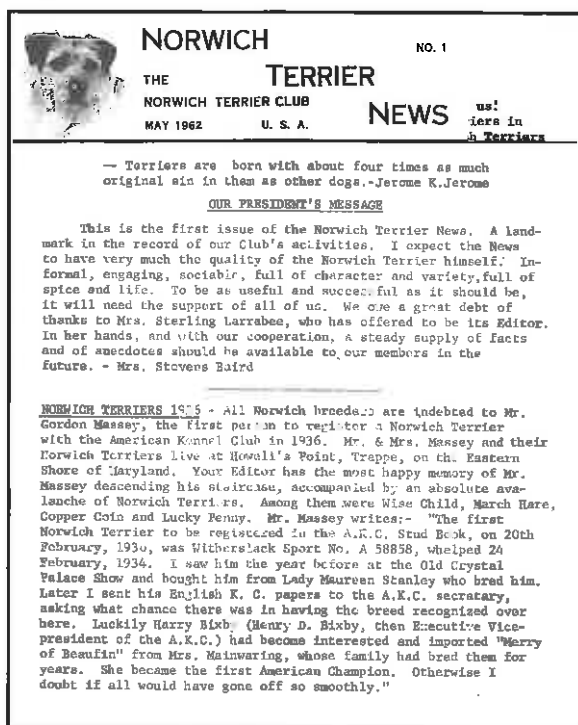 NORWICH
NO. 1
THE TERRIER
NORWICH TERRIER CLUB
NEWS
MAY 1962 U. S. A.
us!
iers in
h Terriers
— Terriers are born with about four times as much
original sin in them as other dogs.-Jerome K.Jerome
OUR PRESIDENT'S MESSAGE
This is the first issue of the Norwich Terrier News. A land-
mark in the record of our Club's activities. I expect the News
to have very much the quality of the Norwich Terrier himself. In-
formal, engaging, sociable, full of character and variety,full of
spice and life. To be as useful and successful as it should be,
it will need the support of all of us. We owe a great debt of
thanks to Mrs. Sterling Larrabee, who has offered to be its Editor.
In her hands, and with our cooperation, a steady supply of facts
and of anecdotes should be available to our members in the
future. - Mrs. Stevens Baird
NORWICH TERRIERS - All Norwich breeders are indebted to Mr.
Gordon Massey, the first person to register a Norwich Terrier
with the American Kennel Club in 1936. Mr. & Mrs. Massey and their
Norwich Terriers live at Howell's Point, Trappe, on the Eastern
Shore of Maryland. Your Editor has the most happy memory of Mr.
Massey descending his staircase, accompanied by an absolute ava-
lanche of Norwich Terriers. Among them were Wise Child, March Hare,
Copper Coin and Lucky Penny. Mr. Massey writes:- "The first
Norwich Terrier to be registered in the A.K.C. Stud Book, on 20th
February, was Witherslack Sport No. A 58858, whelped 24
February, 1934. I saw him the year before at the Old Crystal
Palace Show and bought him from Lady Maureen Stanley who bred him.
Later I sent his English K. C. papers to the A.K.C. secratary,
asking what chance there was in having the breed recognized over
here. Luckily Harry Bixby (Henry D. Bixby, then Executive Vice-
president of the A.K.C.) had become interested and imported "Merry
of Beaufin" from Mrs. Mainwaring, whose family had bred them for
years. She became the first American Champion. Otherwise I
doubt if all would have gone off so smoothly."